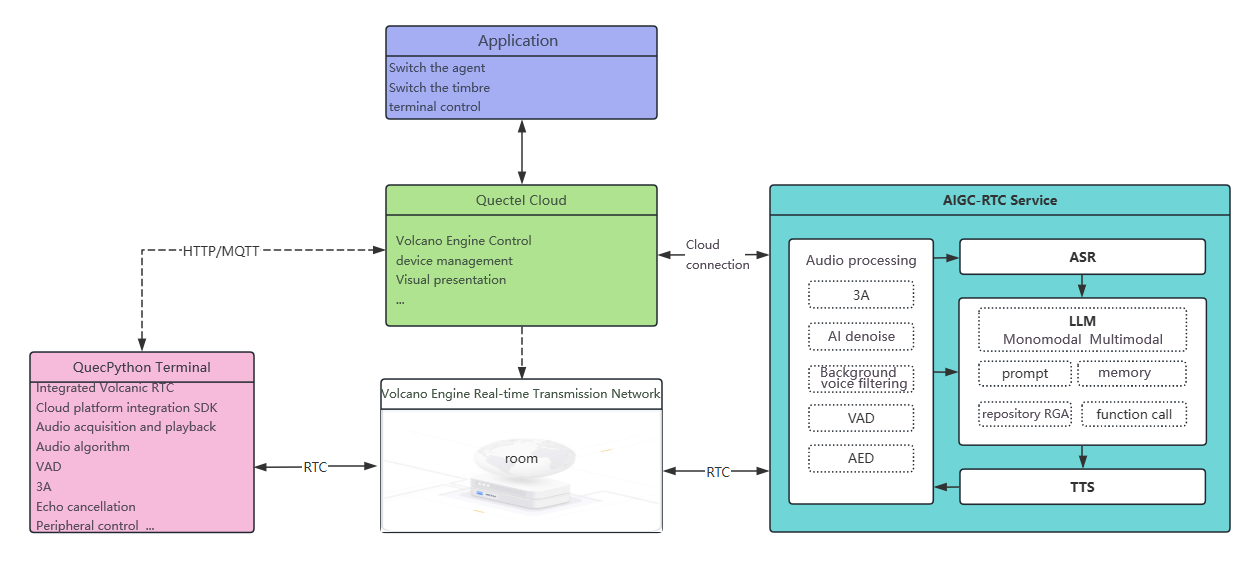 Application
Switch the agent
Switch the timbre
terminal control
Quectel Cloud
Volcano Engine Control
device management
Visual presentation
...
HTTP/MQTT
Cloud
connection
QuecPython Terminal
Integrated Volcanic RTC
Cloud platform integration SDK
Audio acquisition and playback
Audio algorithm
VAD
3A
Echo cancellation
Peripheral control ...
RTC
Volcano Engine Real-time Transmission Network
room
RTC
AIGC-RTC Service
Audio processing
3A
AI denoise
Background
voice filtering
VAD
AED
ASR
LLM
Monomodal Multimodal
prompt
memory
repository RGA
function call
TTS